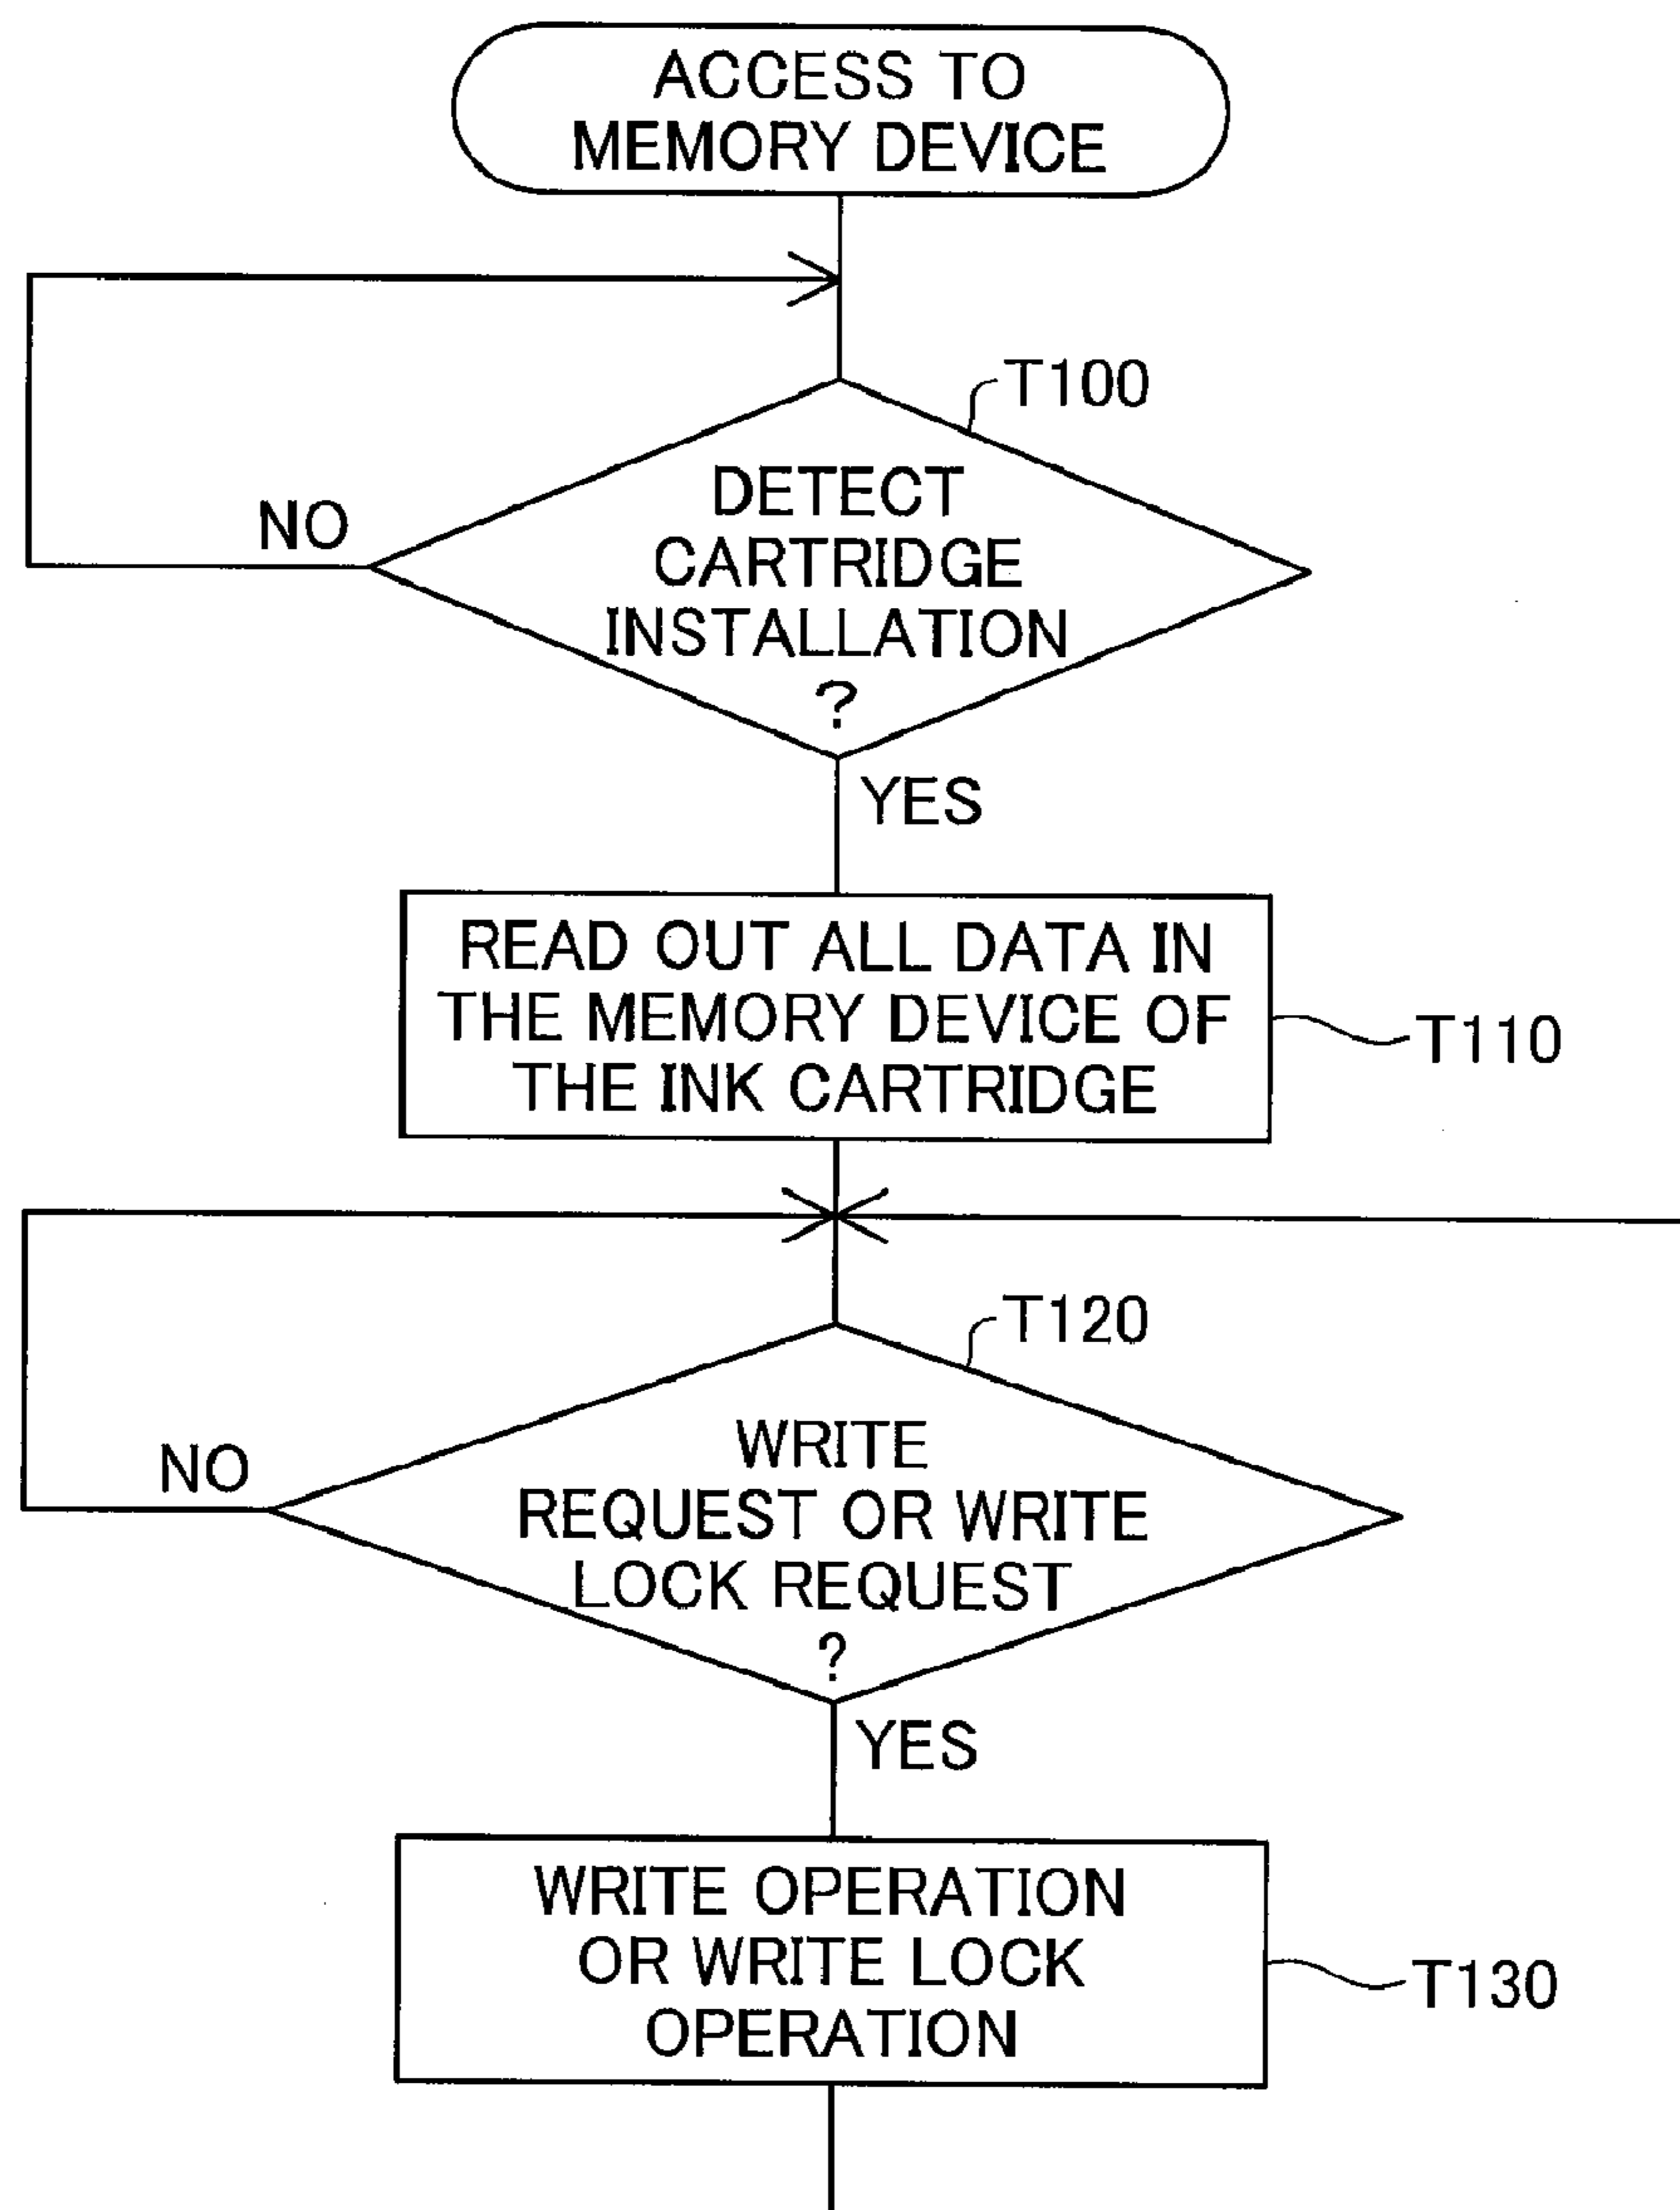 ACCESS TO
MEMORY DEVICE
T100
DETECT
CARTRIDGE
INSTALLATION
?
NO
YES
READ OUT ALL DATA IN
THE MEMORY DEVICE OF
THE INK CARTRIDGE
T110
T120
WRITE
REQUEST OR WRITE
LOCK REQUEST
?
NO
YES
WRITE OPERATION
OR WRITE LOCK
OPERATION
T130